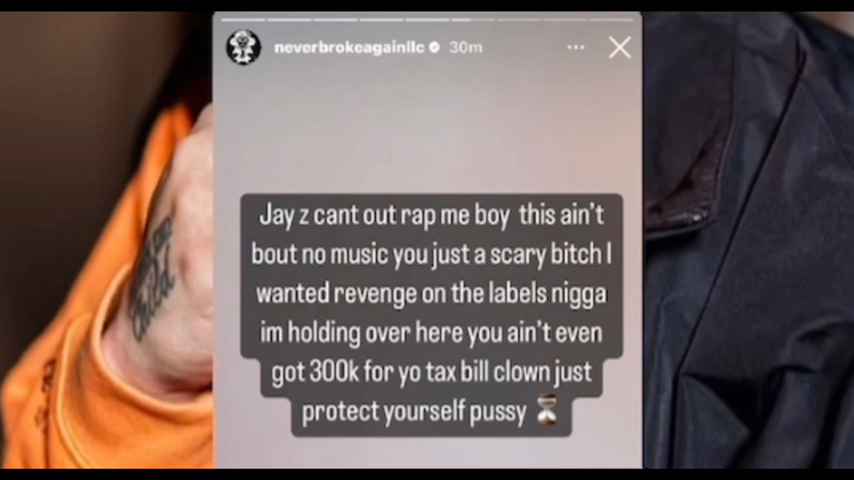 neverbrokeagainllc 30m
Jay z cant out rap me boy this ain't
bout no music you just a scary bitch I
wanted revenge on the labels nigga
im holding over here you ain't even
got 300k for yo tax bill clown just
protect yourself pussy ⏳